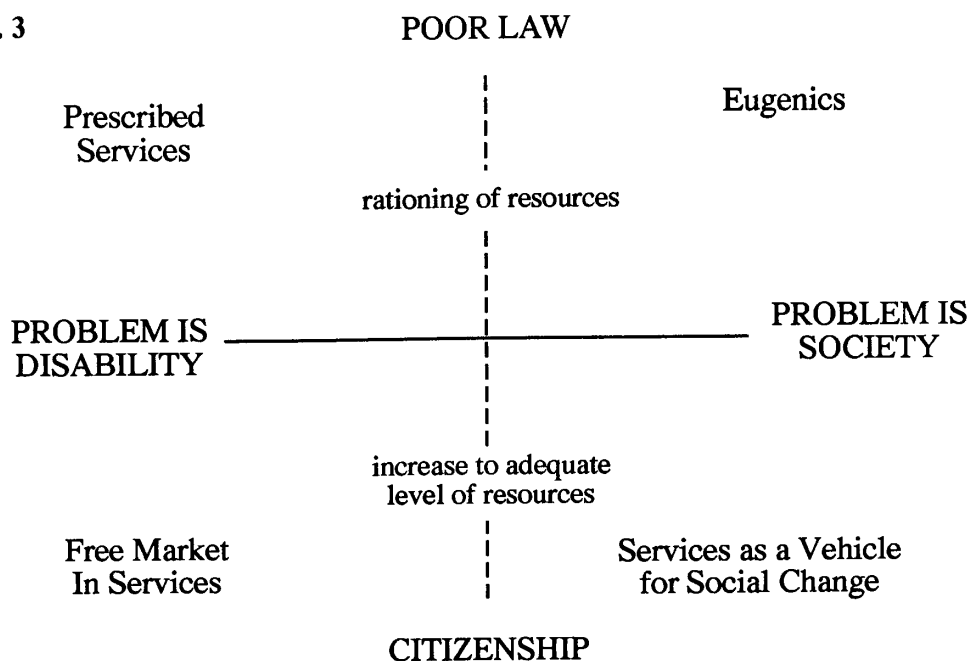 . 3
POOR LAW
Prescribed
Services
Eugenics
rationing of resources
PROBLEM IS
DISABILITY
PROBLEM IS
SOCIETY
increase to adequate
level of resources
Free Market
In Services
Services as a Vehicle
for Social Change
CITIZENSHIP